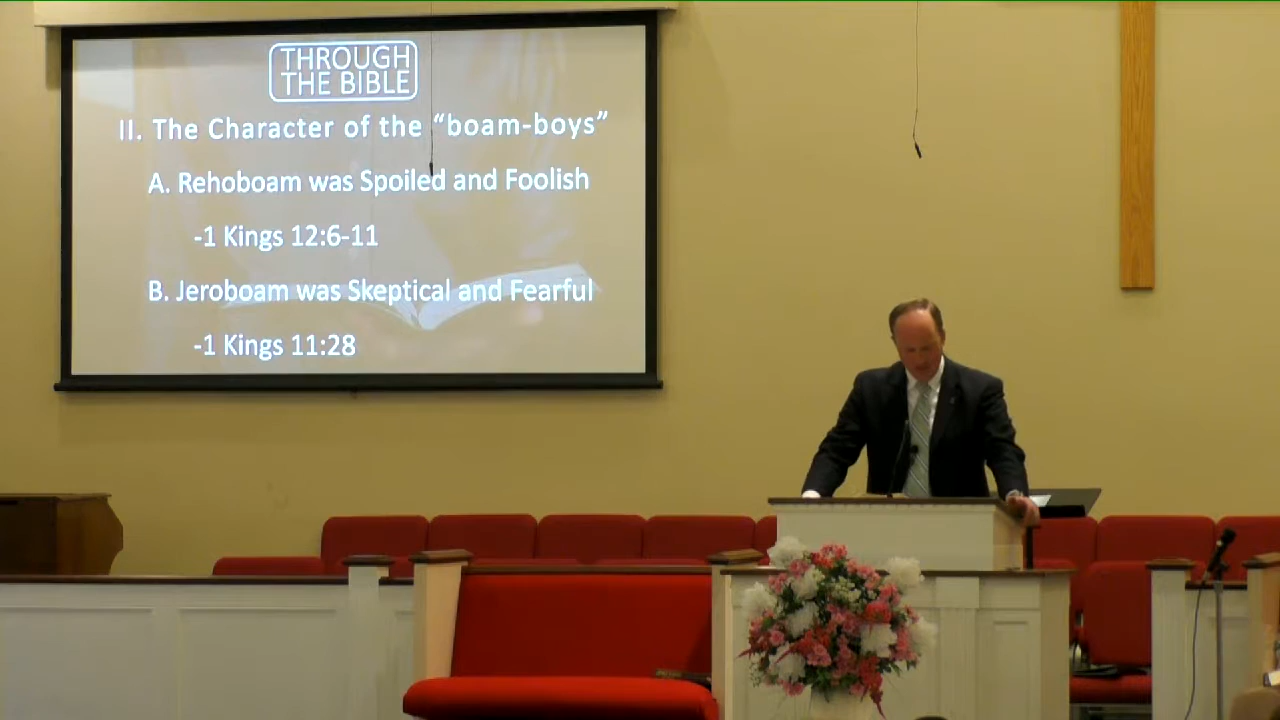 THROUGH
THE BIBLE
II. The Character of the “boam-boys”
A. Rehoboam was Spoiled and Foolish
-1 Kings 12:6-11
B. Jeroboam was Skeptical and Fearful
-1 Kings 11:28